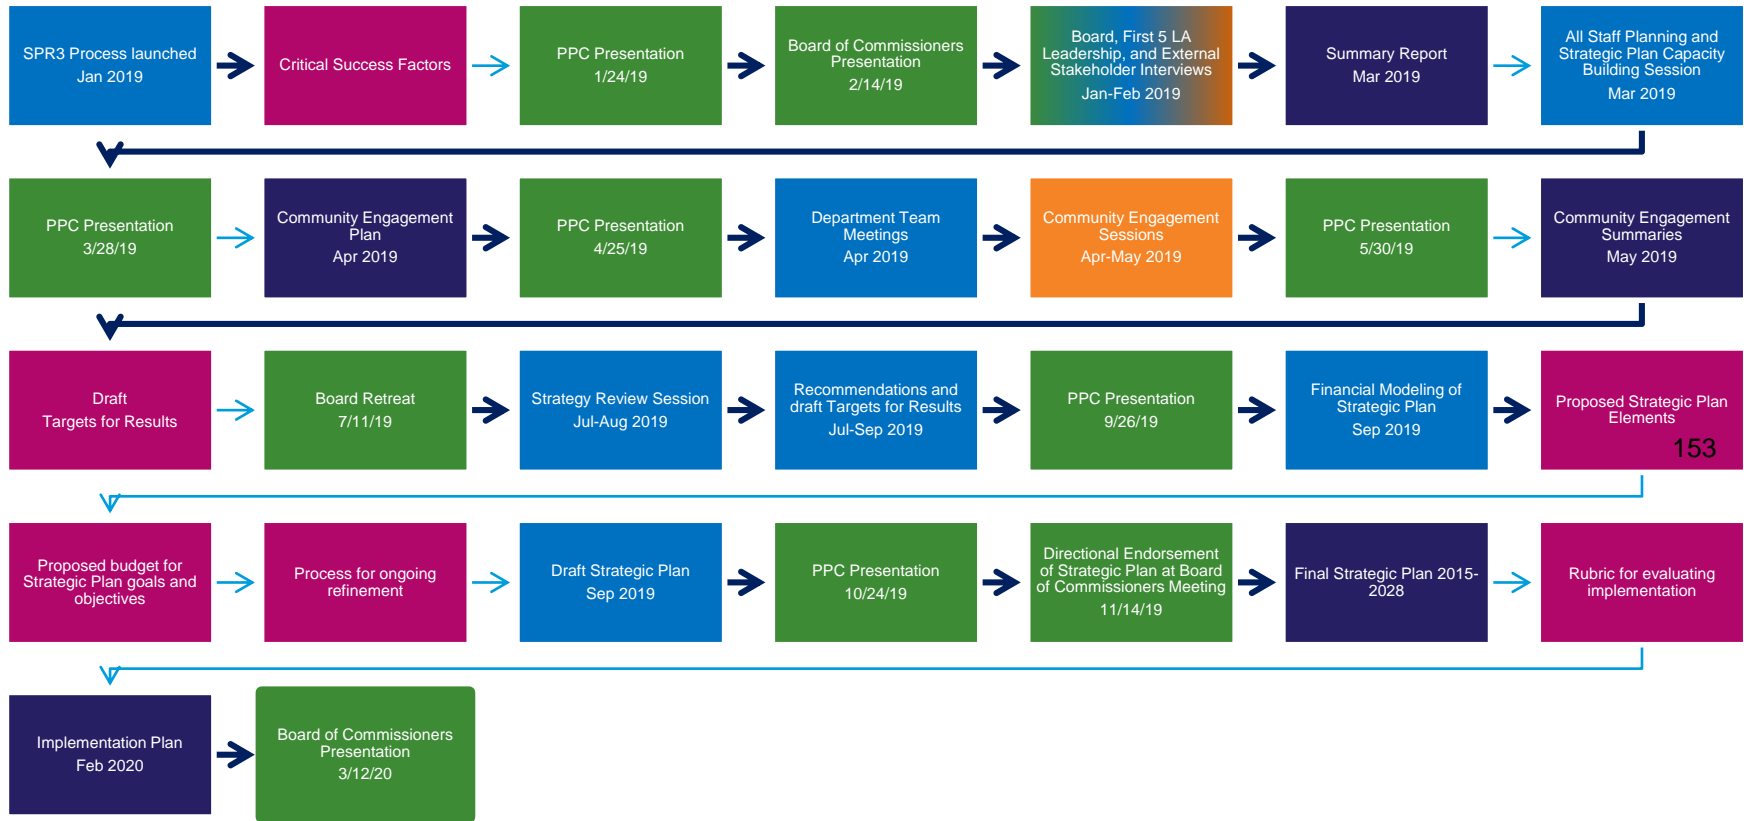 SPR3 Process launched
Jan 2019
Critical Success Factors
PPC Presentation
1/24/19
Board of Commissioners
Presentation
2/14/19
Board, First 5 LA
Leadership, and External
Stakeholder Interviews
Jan-Feb 2019
Summary Report
Mar 2019
All Staff Planning and
Strategic Plan Capacity
Building Session
Mar 2019
PPC Presentation
3/28/19
Community Engagement
Plan
Apr 2019
PPC Presentation
4/25/19
Department Team
Meetings
Apr 2019
Community Engagement
Sessions
Apr-May 2019
PPC Presentation
5/30/19
Community Engagement
Summaries
May 2019
Draft
Targets for Results
Board Retreat
7/11/19
Strategy Review Session
Jul-Aug 2019
Recommendations and
draft Targets for Results
Jul-Sep 2019
PPC Presentation
9/26/19
Financial Modeling of
Strategic Plan
Sep 2019
Proposed Strategic Plan
Elements
153
Proposed budget for
Strategic Plan goals and
objectives
Process for ongoing
refinement
Draft Strategic Plan
Sep 2019
PPC Presentation
10/24/19
Directional Endorsement
of Strategic Plan at Board
of Commissioners Meeting
11/14/19
Final Strategic Plan 2015-
2028
Rubric for evaluating
implementation
Implementation Plan
Feb 2020
Board of Commissioners
Presentation
3/12/20